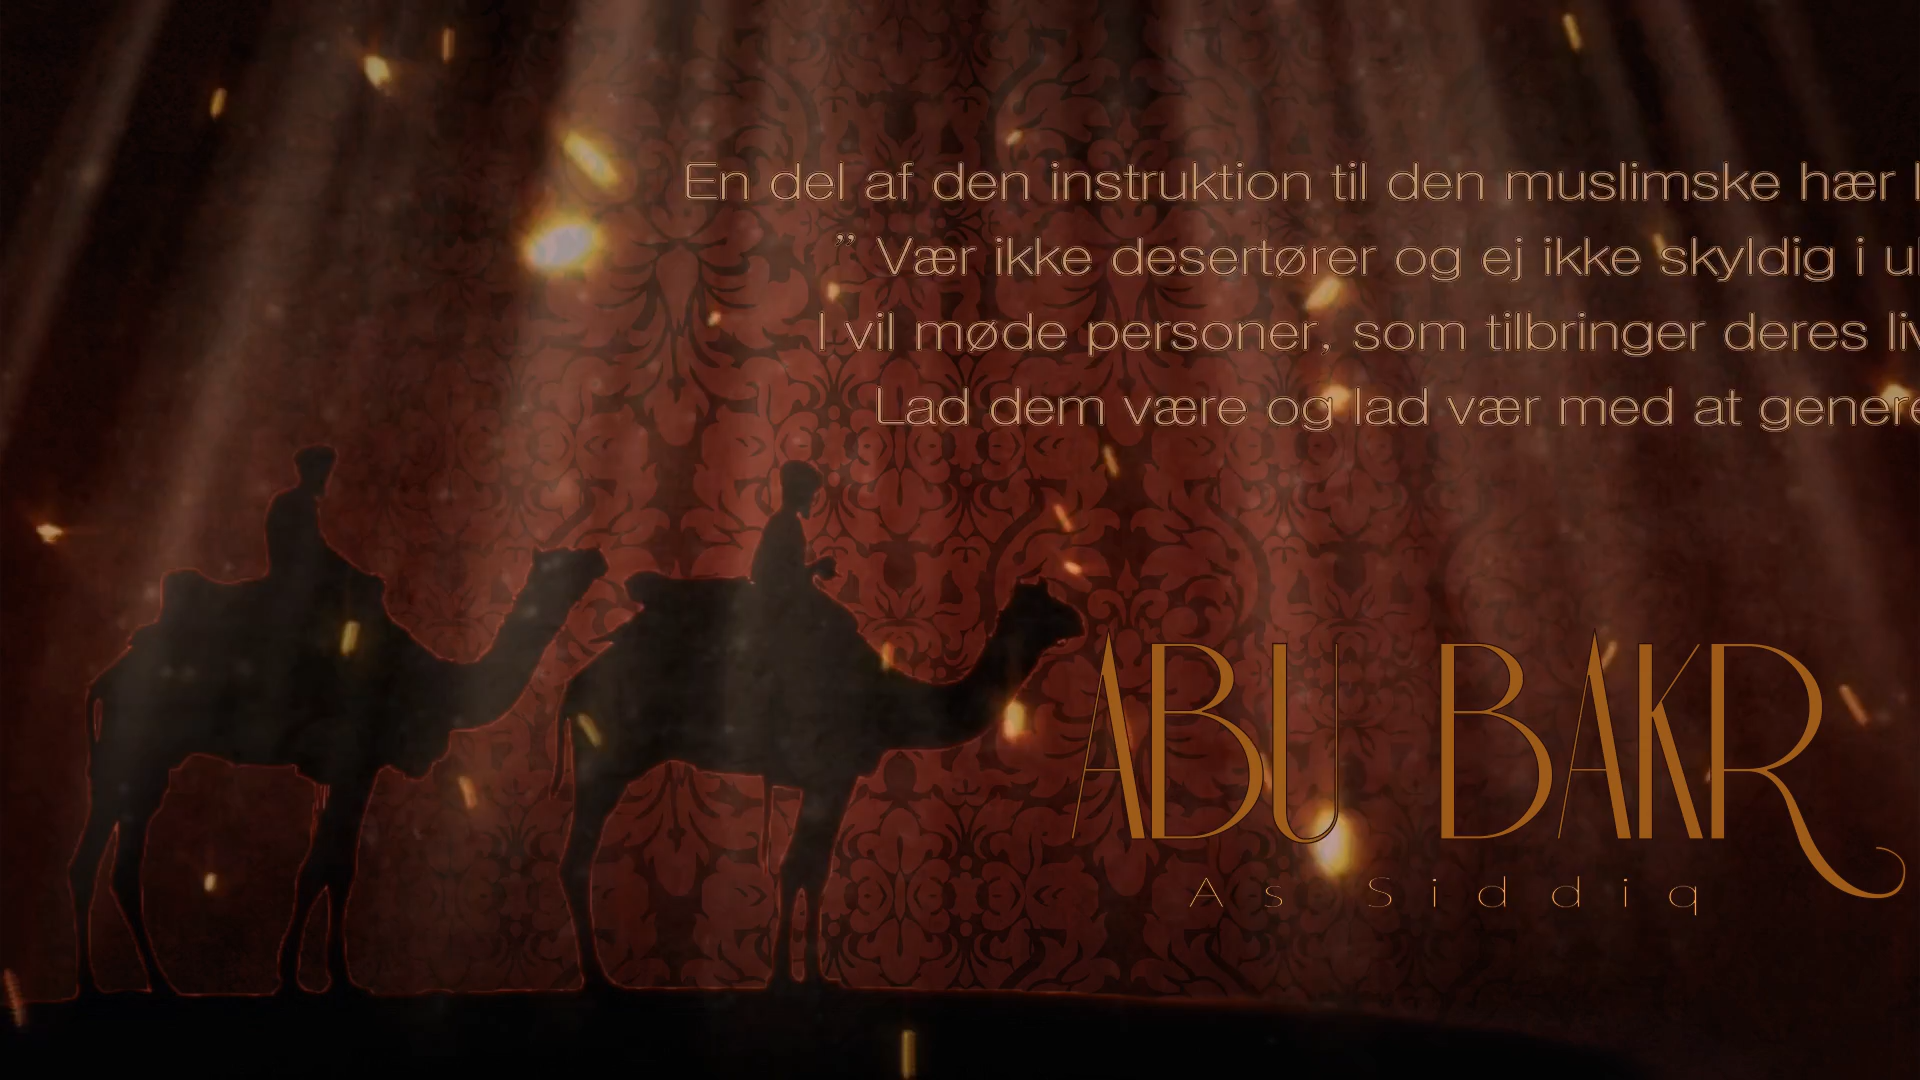 En del af den instruktion til den muslimske hær
” Vær ikke desertører og ej ikke skyldig i
I vil møde personer, som tilbringer deres
Lad dem være og lad vær med at
ABU BAKR
As Siddiq